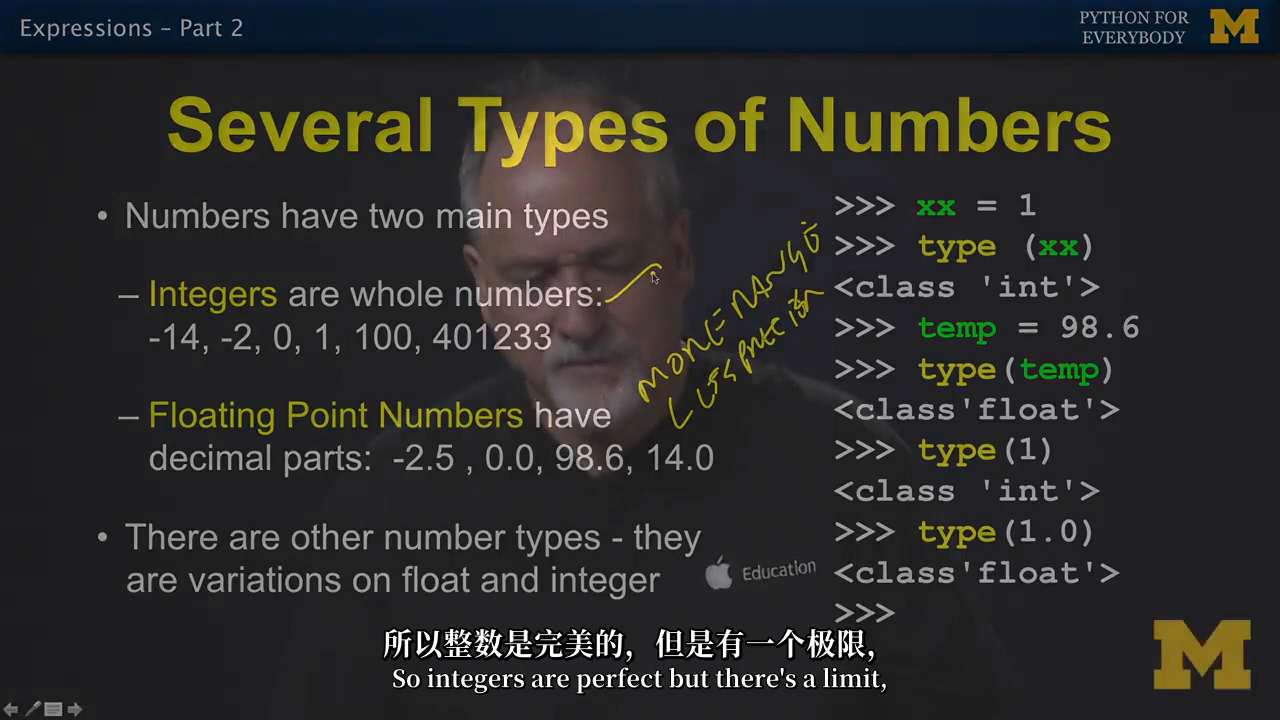 Expressions – Part 2
PYTHON FOR
EVERYBODY
Several Types of Numbers
• Numbers have two main types
– Integers are whole numbers:
-14, -2, 0, 1, 100, 401233
– Floating Point Numbers have
decimal parts: -2.5 , 0.0, 98.6, 14.0
• There are other number types - they
are variations on float and integer
MORE RANGE
LESS PRECISION
>>> xx = 1
>>> type (xx)
<class 'int'>
>>> temp = 98.6
>>> type(temp)
<class'float'>
>>> type(1)
<class 'int'>
>>> type(1.0)
<class'float'>
>>>
Education
所以整数是完美的，但是有一个极限，
So integers are perfect but there's a limit,